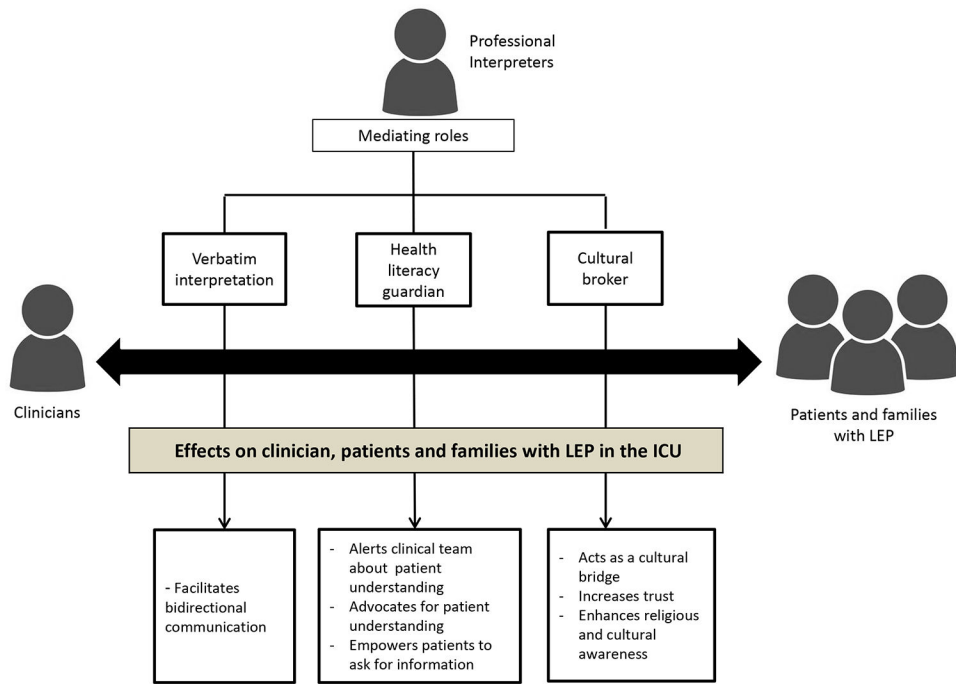 Professional
Interpreters
Mediating roles
Verbatim
interpretation
Health
literacy
guardian
Cultural
broker
Clinicians
Patients and families
with LEP
Effects on clinician, patients and families with LEP in the ICU
- Facilitates
bidirectional
communication
- Alerts clinical team
about patient
understanding
- Advocates for patient
understanding
- Empowers patients to
ask for information
- Acts as a cultural
bridge
- Increases trust
- Enhances religious
and cultural
awareness